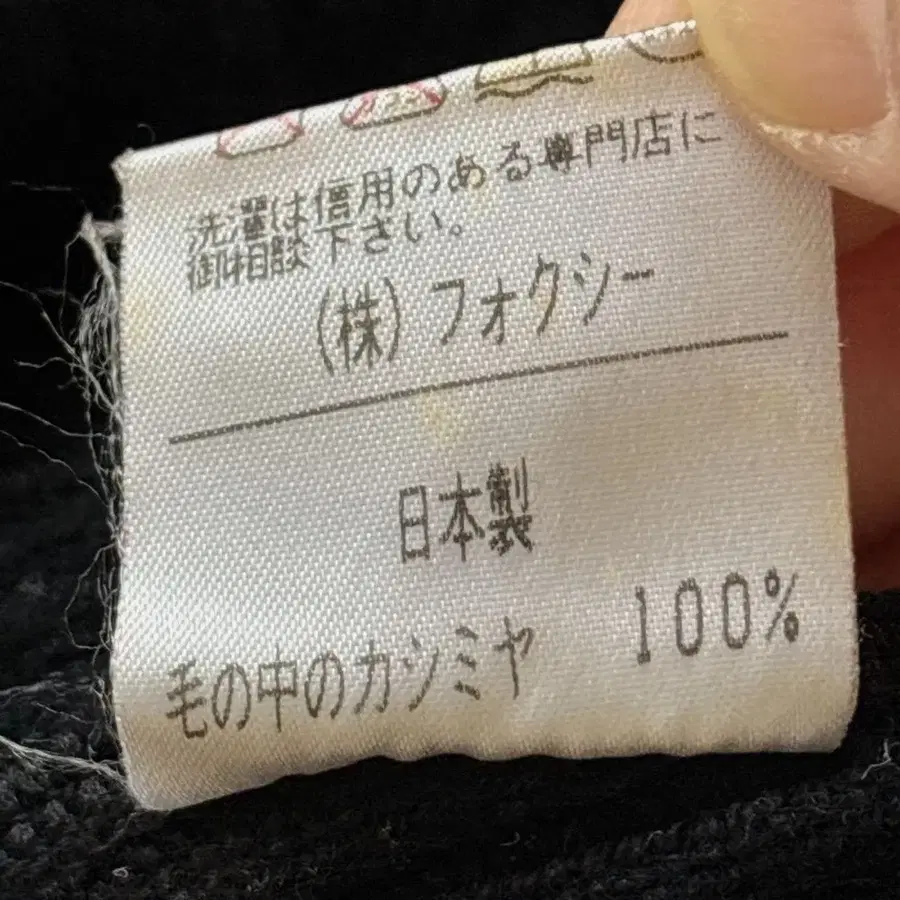 洗濯は信用のある専門店に
御相談下さい。
(株)フォクシー
日本製
毛の中のカシミヤ 100%